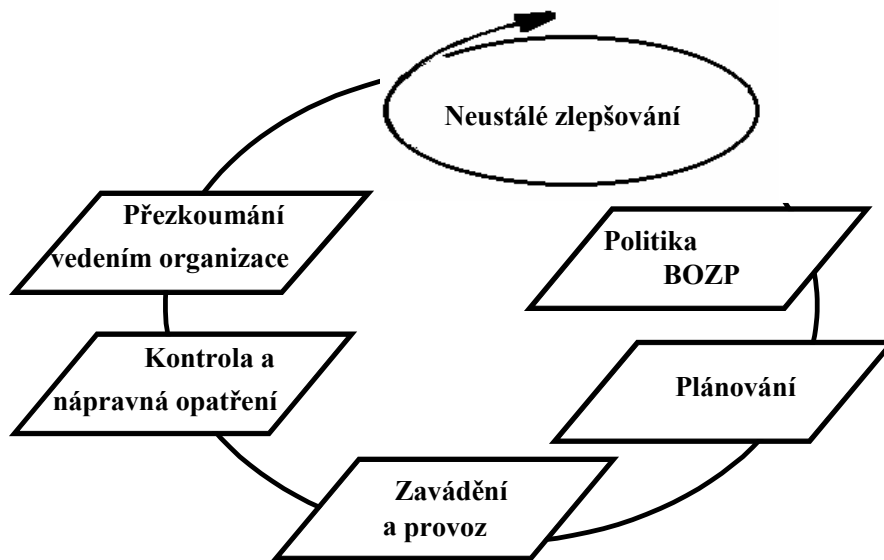 Neustálé zlepšování
Přezkoumání
vedením organizace
Politika
BOZP
Kontrola a
nápravná opatření
Plánování
Zavádění
a provoz